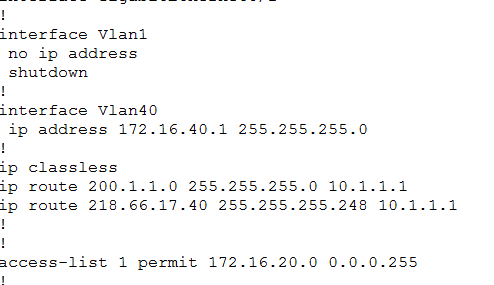 !
interface Vlan1
 no ip address
 shutdown
!
interface Vlan40
 ip address 172.16.40.1 255.255.255.0
!
ip classless
ip route 200.1.1.0 255.255.255.0 10.1.1.1
ip route 218.66.17.40 255.255.255.248 10.1.1.1
!
!
access-list 1 permit 172.16.20.0 0.0.0.255
!